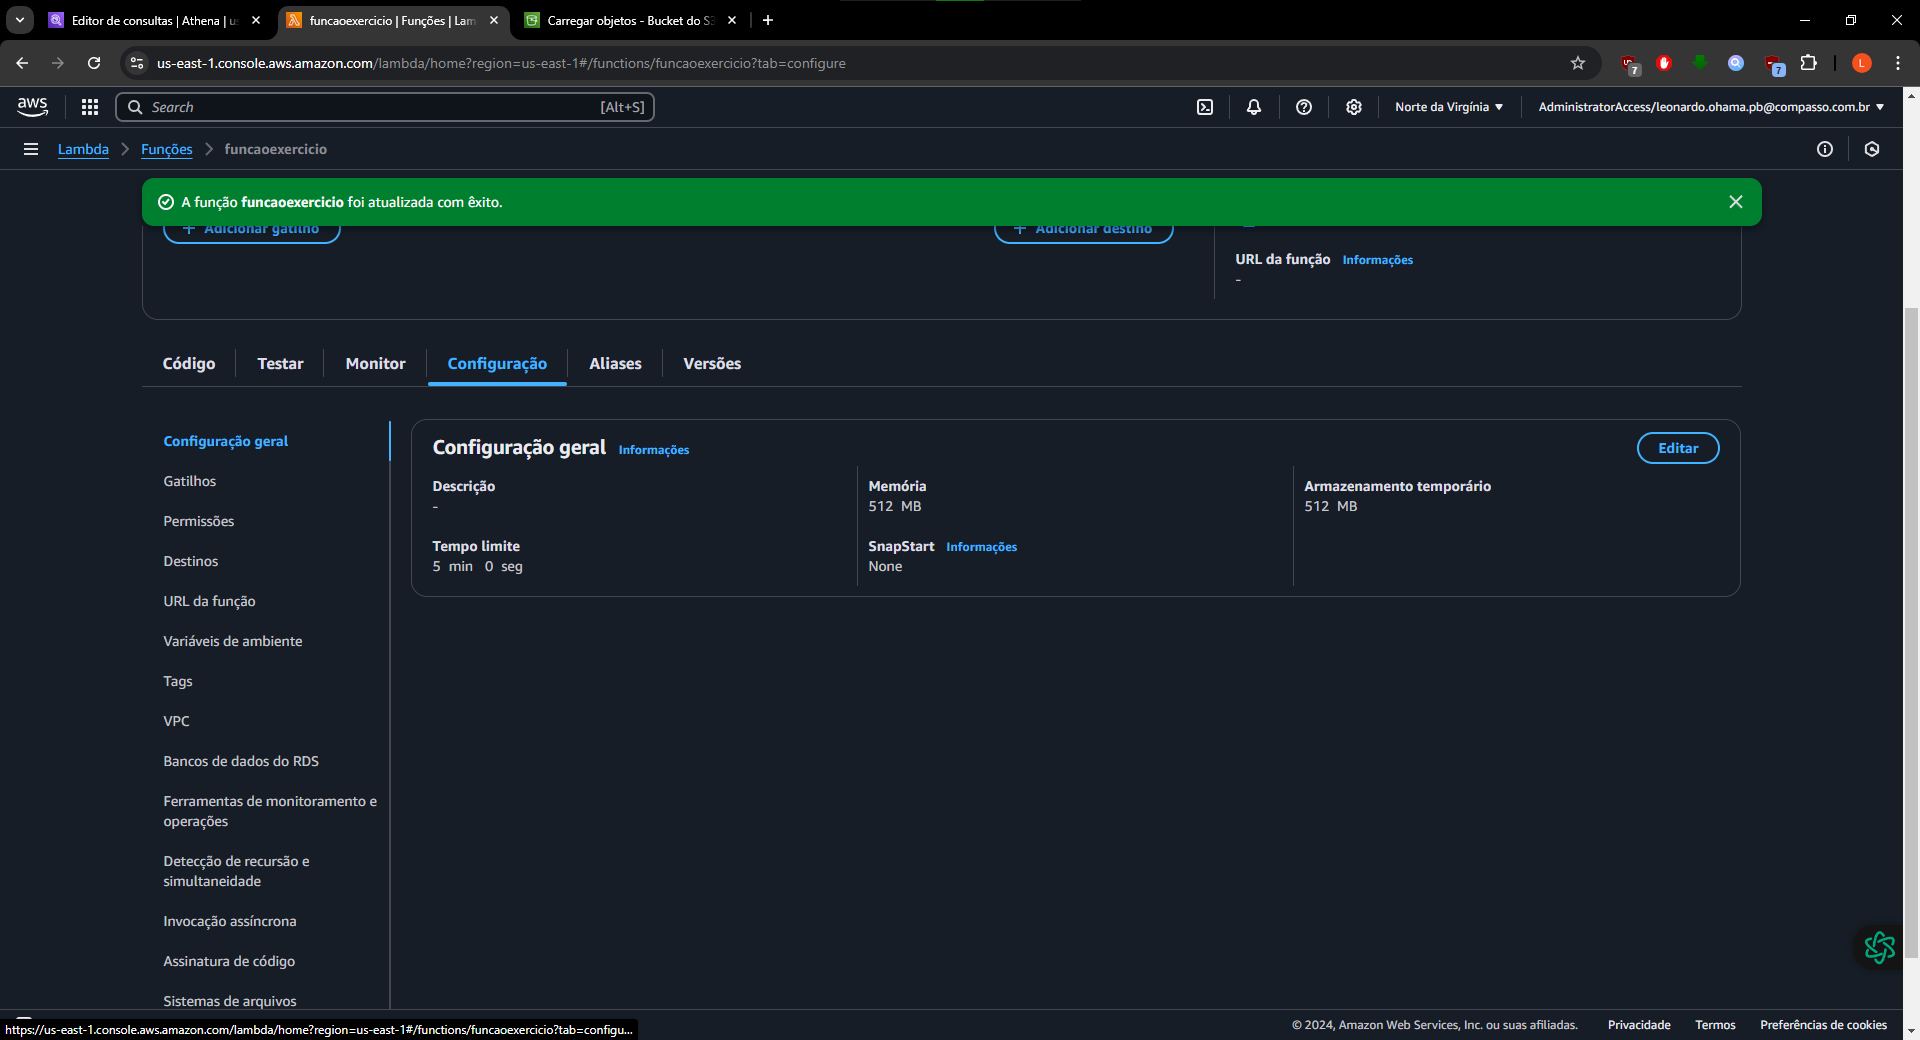 Editor de consultas | Athena | us
funcaoexercicio | Funções | Lam
Carregar objetos - Bucket do S3
us-east-1.console.aws.amazon.com/lambda/home?region=us-east-1#/functions/funcaoexercicio?tab=configure
7
7
L
aws
Search
[Alt+S]
Norte da Virgínia
AdministratorAccess/leonardo.ohama.pb@compasso.com.br
Lambda
Funções
funcaoexercicio
A função funcaoexercicio foi atualizada com êxito.
Adicionar gatilho
Adicionar destino
URL da função Informações
-
Código
Testar
Monitor
Configuração
Aliases
Versões
Configuração geral
Gatilhos
Permissões
Destinos
URL da função
Variáveis de ambiente
Tags
VPC
Bancos de dados do RDS
Ferramentas de monitoramento e
operações
Detecção de recursão e
simultaneidade
Invocação assíncrona
Assinatura de código
Sistemas de arquivos
Configuração geral Informações
Editar
Descrição
-
Memória
512 MB
Armazenamento temporário
512 MB
Tempo limite
5 min 0 seg
SnapStart Informações
None
https://us-east-1.console.aws.amazon.com/lambda/home?region=us-east-1#/functions/funcaoexercicio?tab=configu...
© 2024, Amazon Web Services, Inc. ou suas afiliadas.
Privacidade
Termos
Preferências de cookies